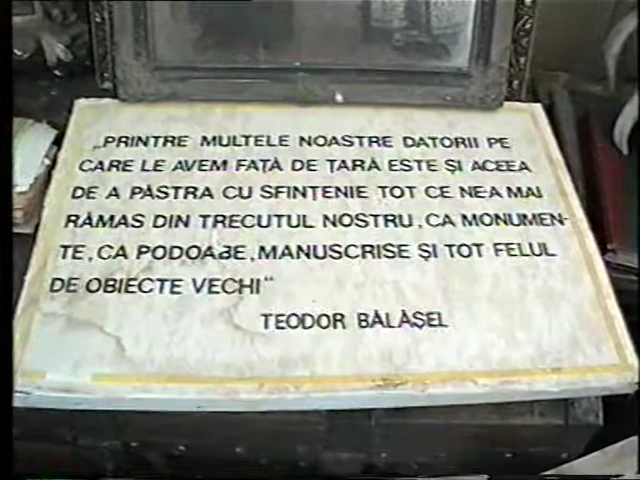 „PRINTRE MULTELE NOASTRE DATORII PE
CARE LE AVEM FAȚĂ DE ȚARĂ ESTE ȘI ACEEA
DE A PĂSTRA CU SFINȚENIE TOT CE NE-A MAI
RĂMAS DIN TRECUTUL NOSTRU, CA MONUMEN-
TE, CA PODOABE, MANUSCRISE ȘI TOT FELUL
DE OBIECTE VECHI"
TEODOR BĂLĂȘEL